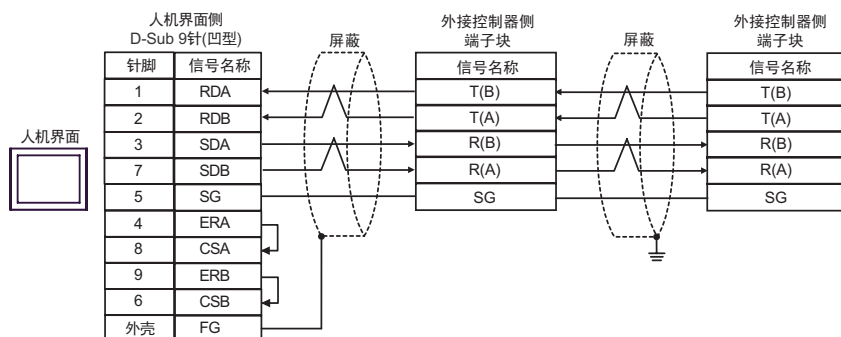 人机界面侧
D-Sub 9针(凹型)
屏蔽
外接控制器侧
端子块
屏蔽
外接控制器侧
端子块
人机界面
针脚 信号名称
1 RDA
2 RDB
3 SDA
7 SDB
5 SG
4 ERA
8 CSA
9 ERB
6 CSB
外壳 FG
信号名称
T(B)
T(A)
R(B)
R(A)
SG
信号名称
T(B)
T(A)
R(B)
R(A)
SG